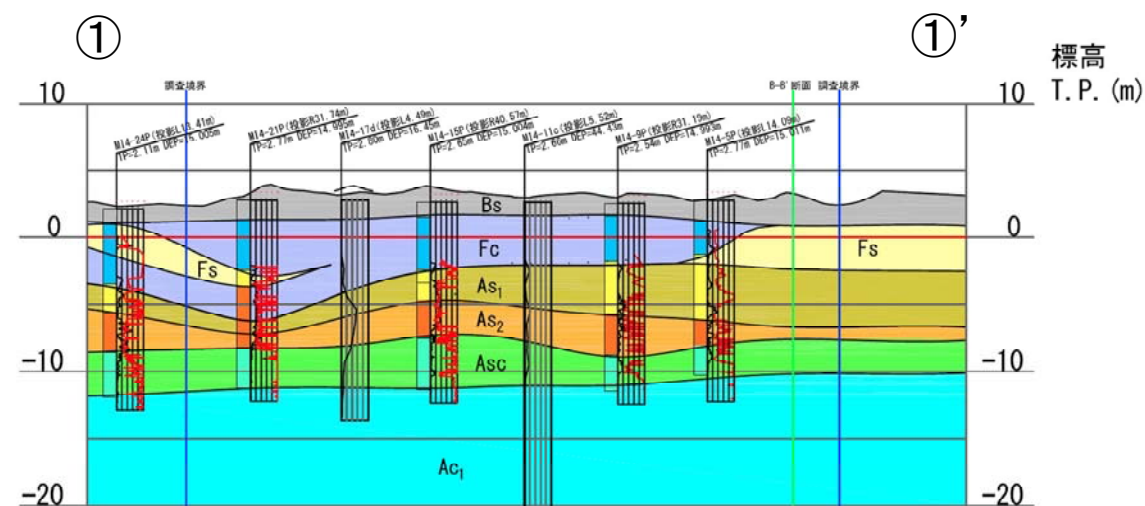 ① ①’
標高
T.P.(m)
調査境界 B-B' 断面 調査境界
10 10
MI4-24P(投影L13.41m)
TP=2.11m DEP=15.005m
MI4-21P(投影R31.74m)
TP=2.77m DEP=14.995m
MI4-17d(投影L4.49m)
TP=2.80m DEP=16.45m
MI4-15P(投影R40.57m)
TP=2.65m DEP=15.004m
MI4-11c(投影L5.52m)
TP=2.60m DEP=44.43m
MI4-9P(投影R31.19m)
TP=2.54m DEP=14.993m
MI4-5P(投影L14.09m)
TP=2.77m DEP=15.011m
Bs
0 0
Fs Fc Fs
As1
As2
Asc
-10 -10
Ac1
-20 -20